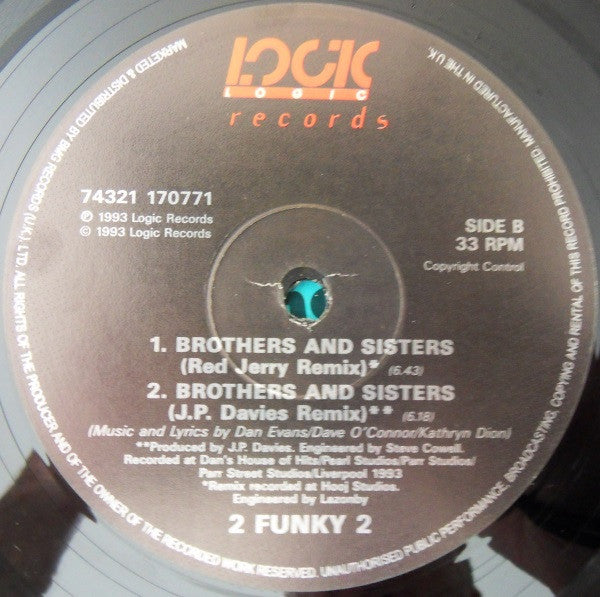 LOGIC
LOGIC
records
74321 170771
℗ 1993 Logic Records
© 1993 Logic Records
SIDE B
33 RPM
Copyright Control
1. BROTHERS AND SISTERS
(Red Jerry Remix)* (6.43)
2. BROTHERS AND SISTERS
(J.P. Davies Remix)** (6.18)
(Music and Lyrics by Dan Evans/Dave O'Connor/Kathryn Dion)
**Produced by J.P. Davies. Engineered by Steve Cowell.
Recorded at Dam's House of Hits/Pearl Studios/Parr Studios/
Parr Street Studios/Liverpool 1993
*Remix recorded at Hooj Studios.
Engineered by Lazonby
2 FUNKY 2
MARKETED & DISTRIBUTED BY BMG RECORDS (U.K.) LTD. ALL RIGHTS OF THE PRODUCER AND OF THE OWNER OF THE RECORDED WORK RESERVED. UNAUTHORISED PUBLIC PERFORMANCE, BROADCASTING, COPYING AND RENTAL OF THIS RECORD PROHIBITED. MANUFACTURED IN THE U.K.